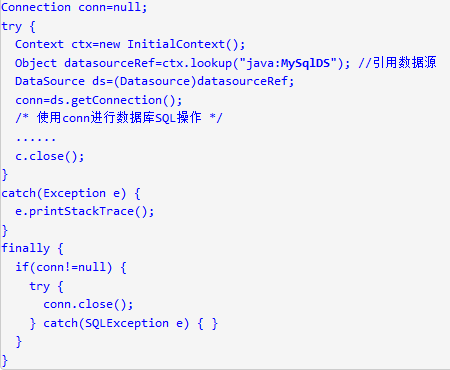 Connection conn=null;
try {
  Context ctx=new InitialContext();
  Object datasourceRef=ctx.lookup("java:MySqlDS"); //引用数据源
  DataSource ds=(Datasource)datasourceRef;
  conn=ds.getConnection();
  /* 使用conn进行数据库SQL操作 */
  ......
  c.close();
}
catch(Exception e) {
  e.printStackTrace();
}
finally {
  if(conn!=null) {
    try {
      conn.close();
    } catch(SQLException e) { }
  }
}